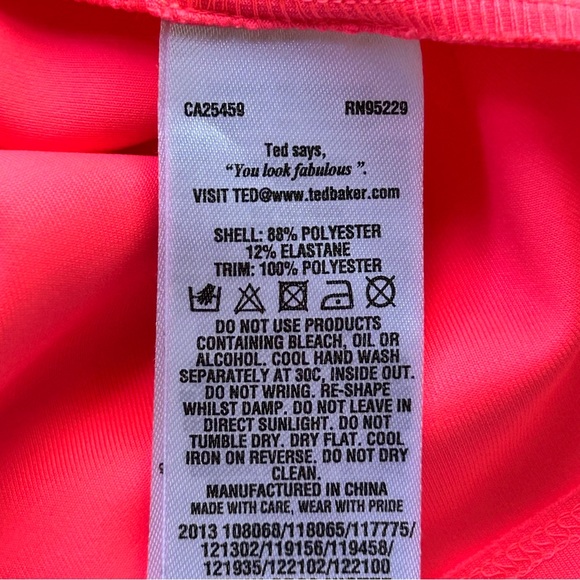 CA25459 RN95229
Ted says,
"You look fabulous ".
VISIT TED@www.tedbaker.com
SHELL: 88% POLYESTER
12% ELASTANE
TRIM: 100% POLYESTER
DO NOT USE PRODUCTS
CONTAINING BLEACH, OIL OR
ALCOHOL. COOL HAND WASH
SEPARATELY AT 30C, INSIDE OUT.
DO NOT WRING. RE-SHAPE
WHILST DAMP. DO NOT LEAVE IN
DIRECT SUNLIGHT. DO NOT
TUMBLE DRY. DRY FLAT. COOL
IRON ON REVERSE. DO NOT DRY
CLEAN.
MANUFACTURED IN CHINA
MADE WITH CARE, WEAR WITH PRIDE
2013 108068/118065/117775/
121302/119156/119458/
121935/122102/122100